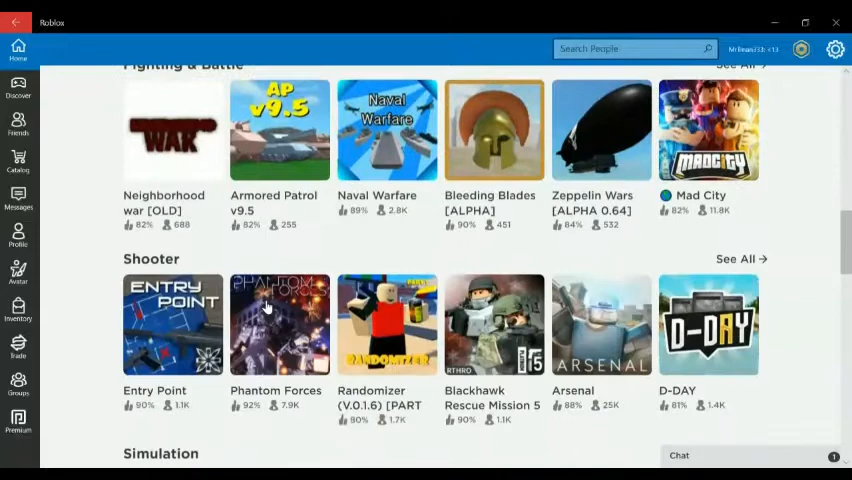 Roblox
Home
Search People
MrBeani33: <13
Discover
Friends
Catalog
Messages
Profile
Avatar
Inventory
Trade
Groups
Premium
Fighting & Battle
See All →
WAR
AP
v9.5
Naval
Warfare
MADCITY
Neighborhood
war [OLD]
82% 688
Armored Patrol
v9.5
82% 255
Naval Warfare
89% 2.8K
Bleeding Blades
[ALPHA]
90% 451
Zeppelin Wars
[ALPHA 0.64]
84% 532
Mad City
82% 11.8K
Shooter
See All →
ENTRY
POINT
PHANTOM
FORCES
RANDOMIZER
RTHRO
ARSENAL
D-DAY
Entry Point
90% 1.1K
Phantom Forces
92% 7.9K
Randomizer
(V.0.1.6) [PART
80% 1.7K
Blackhawk
Rescue Mission 5
90% 1.1K
Arsenal
88% 25K
D-DAY
81% 1.4K
Simulation
Chat
1